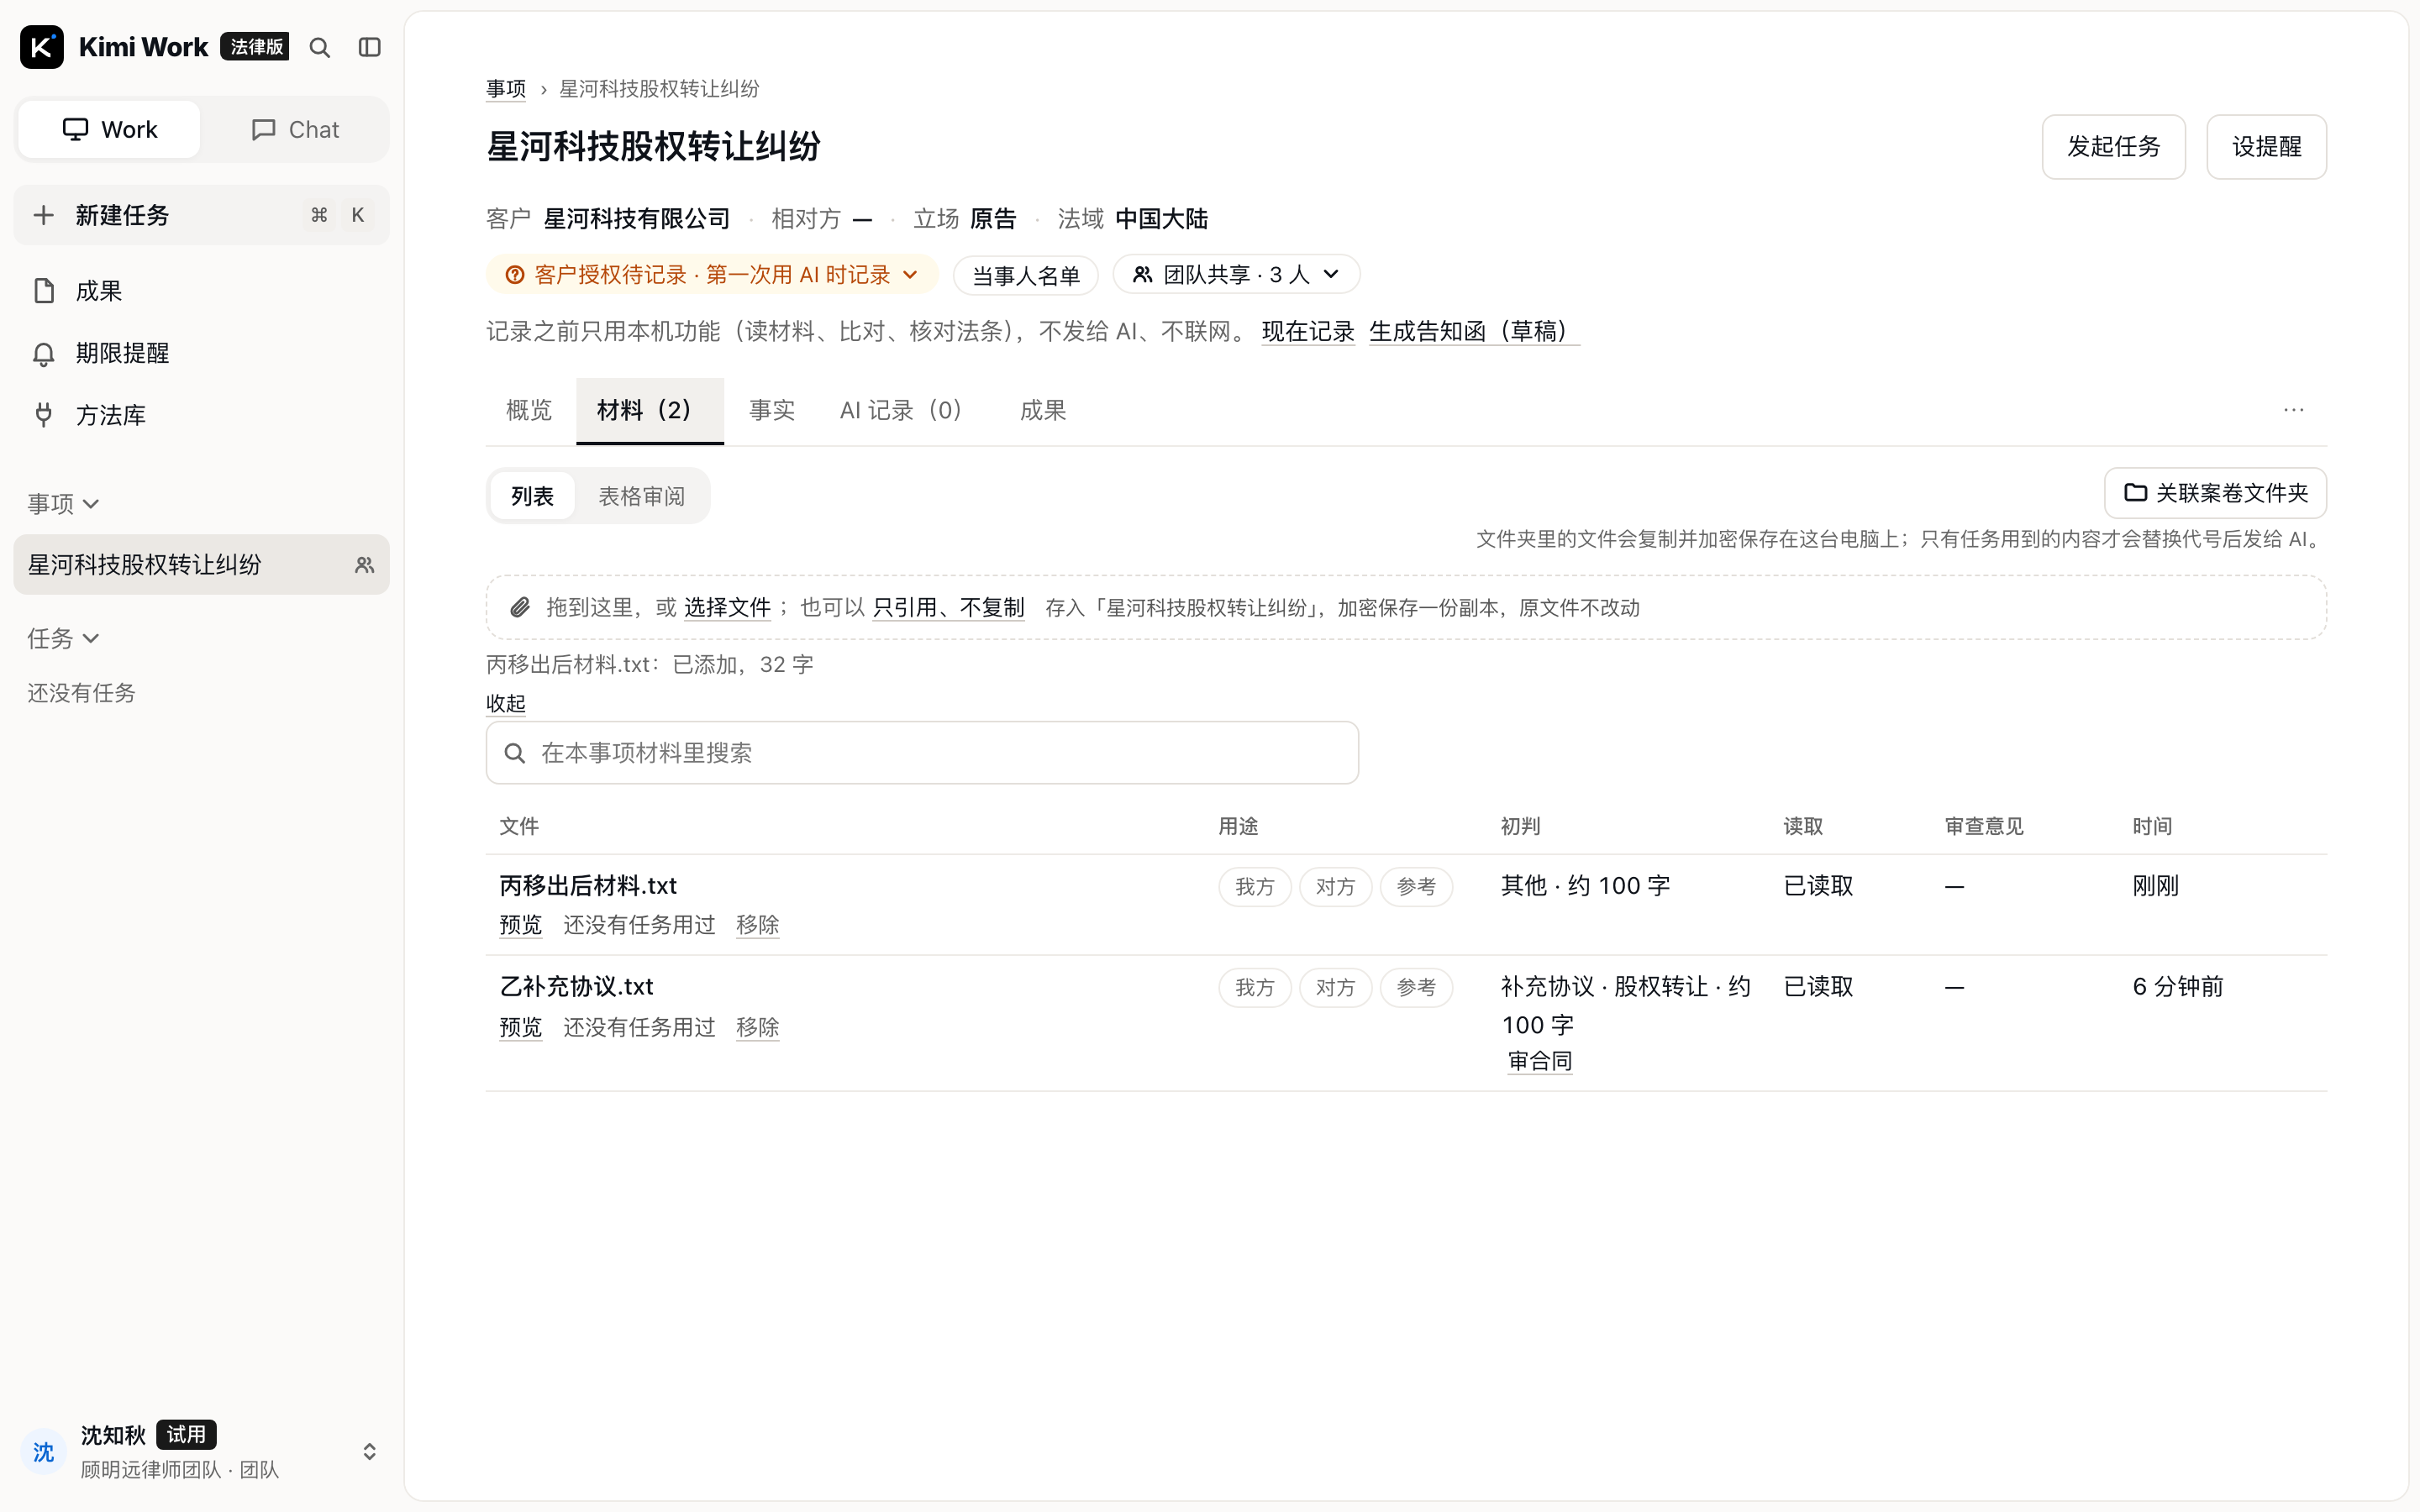 Kimi Work 法律版
Work Chat
新建任务 ⌘ K
成果
期限提醒
方法库
事项
星河科技股权转让纠纷
任务
还没有任务
沈 沈知秋 试用
顾明远律师团队 · 团队
事项 › 星河科技股权转让纠纷
星河科技股权转让纠纷
发起任务 设提醒
客户 星河科技有限公司 · 相对方 — · 立场 原告 · 法域 中国大陆
客户授权待记录 · 第一次用 AI 时记录 当事人名单 团队共享 · 3 人
记录之前只用本机功能（读材料、比对、核对法条），不发给 AI、不联网。 现在记录 生成告知函（草稿）
概览 材料（2） 事实 AI 记录（0） 成果 ···
列表 表格审阅 关联案卷文件夹
文件夹里的文件会复制并加密保存在这台电脑上；只有任务用到的内容才会替换代号后发给 AI。
拖到这里，或 选择文件 ；也可以 只引用、不复制 存入「星河科技股权转让纠纷」，加密保存一份副本，原文件不改动
丙移出后材料.txt：已添加，32 字
收起
在本事项材料里搜索
文件 用途 初判 读取 审查意见 时间
丙移出后材料.txt 我方 对方 参考 其他 · 约 100 字 已读取 — 刚刚
预览 还没有任务用过 移除
乙补充协议.txt 我方 对方 参考 补充协议 · 股权转让 · 约 已读取 — 6 分钟前
预览 还没有任务用过 移除 100 字
审合同